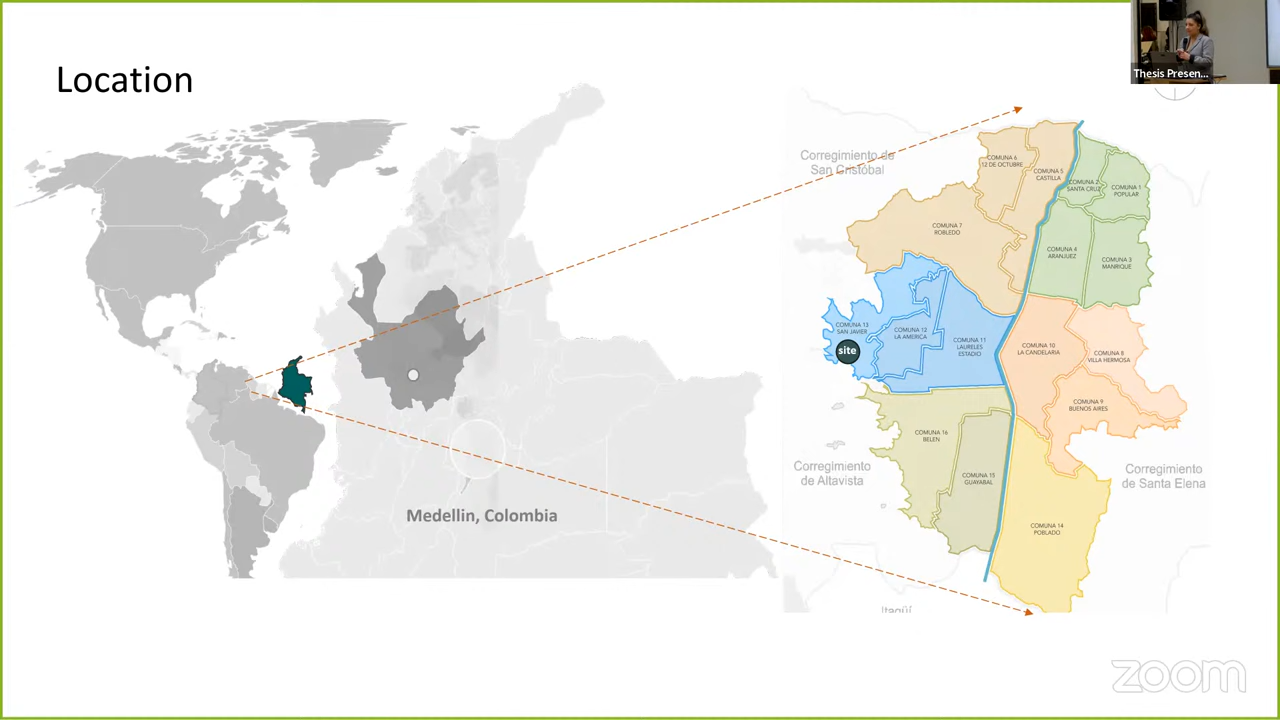 Location
Thesis Presen...
Corregimiento de
San Cristóbal
COMUNA 6
12 DE OCTUBRE
COMUNA 5
CASTILLA
COMUNA 2
SANTA CRUZ
COMUNA 1
POPULAR
COMUNA 7
ROBLEDO
COMUNA 4
ARANJUEZ
COMUNA 3
MANRIQUE
COMUNA 13
SAN JAVIER
site
COMUNA 12
LA AMERICA
COMUNA 11
LAURELES
ESTADIO
COMUNA 10
LA CANDELARIA
COMUNA 8
VILLA HERMOSA
COMUNA 9
BUENOS AIRES
COMUNA 16
BELEN
COMUNA 15
GUAYABAL
COMUNA 14
POBLADO
Corregimiento
de Altavista
Corregimiento
de Santa Elena
Itagüí
Medellin, Colombia
zoom